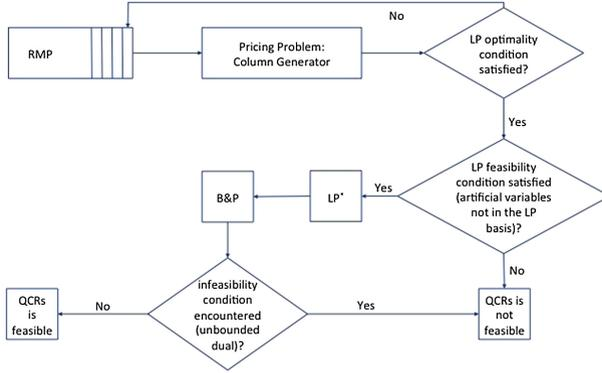 No
RMP
Pricing Problem:
Column Generator
LP optimality
condition
satisfied?
Yes
LP feasibility
condition satisfied
(artificial variables
not in the LP
basis)?
Yes
LP*
B&P
No
infeasibility
condition
encountered
(unbounded
dual)?
No
Yes
QCRs
is
feasible
QCRs is
not
feasible